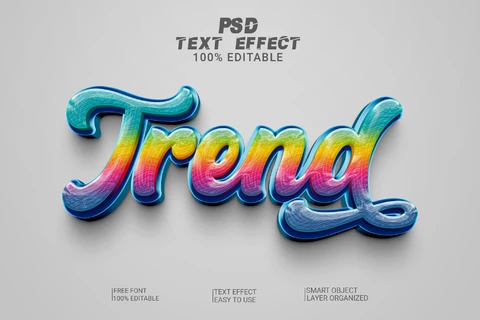 PSD
TEXT EFFECT
100% EDITABLE
Trend
FREE FONT
100% EDITABLE
TEXT EFFECT
EASY TO USE
SMART OBJECT
LAYER ORGANIZED